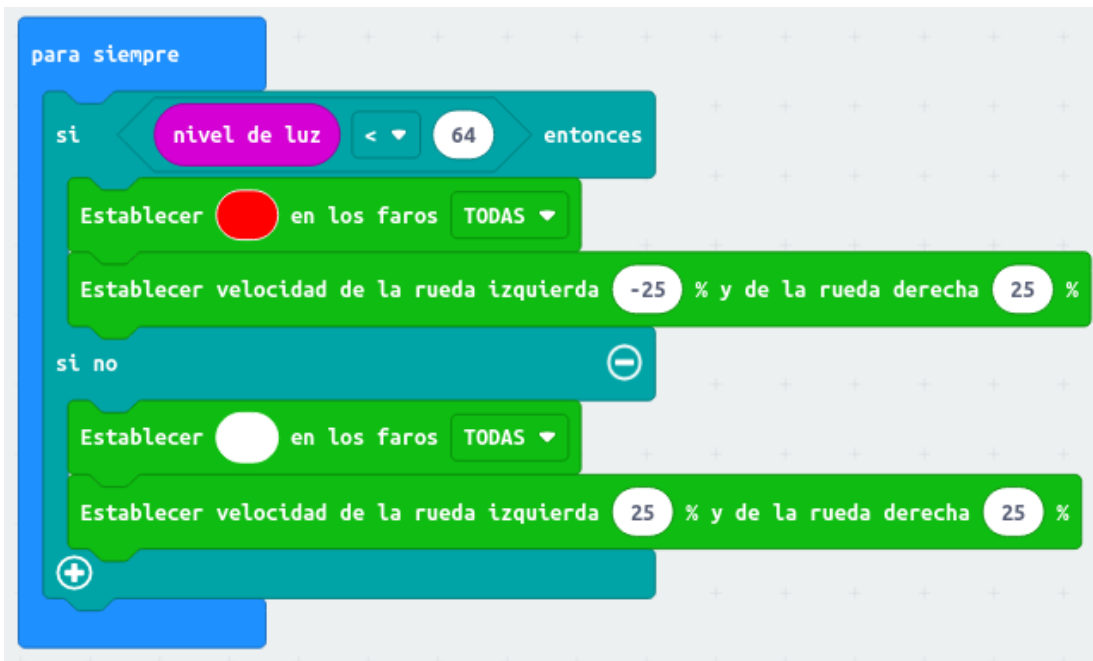 para siempre
si nivel de luz < 64 entonces
Establecer en los faros TODAS
Establecer velocidad de la rueda izquierda -25 % y de la rueda derecha 25 %
si no
Establecer en los faros TODAS
Establecer velocidad de la rueda izquierda 25 % y de la rueda derecha 25 %